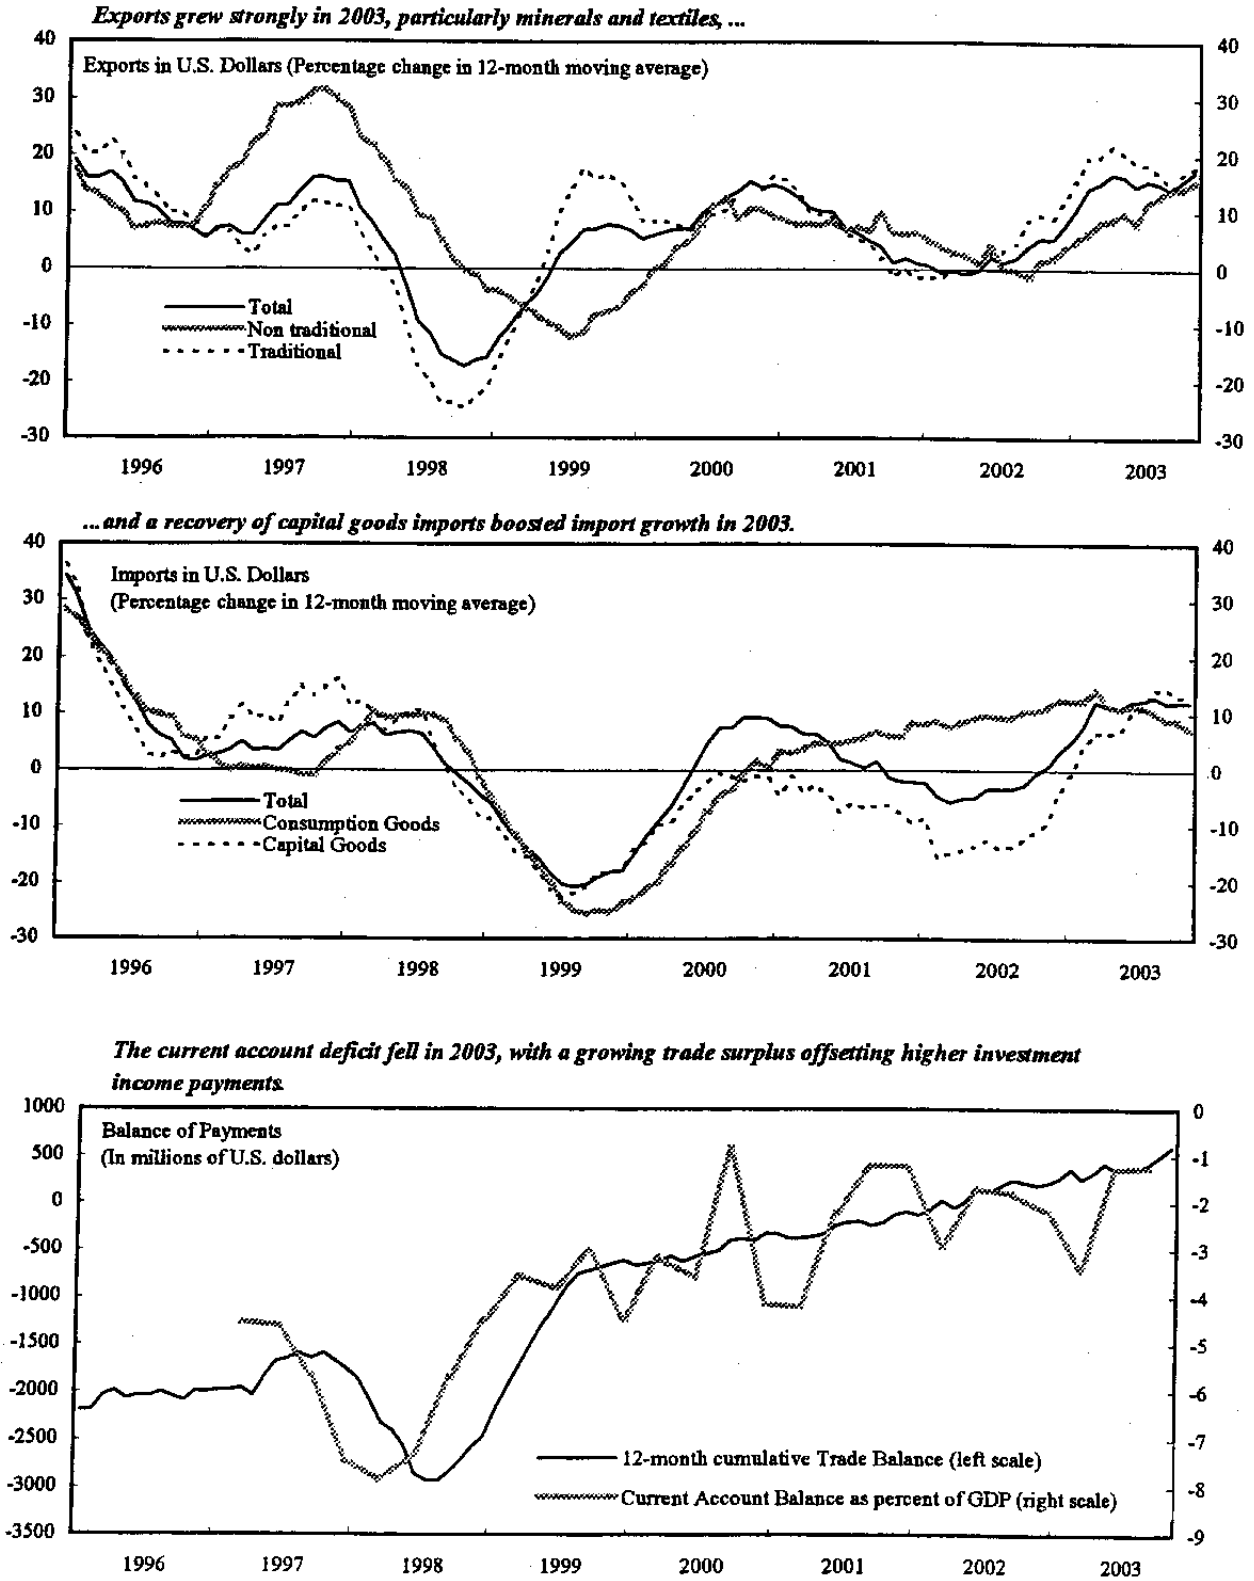 Exports grew strongly in 2003, particularly minerals and textiles, ...
40 40
Exports in U.S. Dollars (Percentage change in 12-month moving average)
30 30
20 20
10 10
0 0
Total
-10 -10
Non traditional
Traditional
-20 -20
-30 -30
1996 1997 1998 1999 2000 2001 2002 2003
...and a recovery of capital goods imports boosted import growth in 2003.
40 40
Imports in U.S. Dollars
30 30
(Percentage change in 12-month moving average)
20 20
10 10
0 0
Total
Consumption Goods
-10 -10
Capital Goods
-20 -20
-30 -30
1996 1997 1998 1999 2000 2001 2002 2003
The current account deficit fell in 2003, with a growing trade surplus offsetting higher investment
income payments.
1000 0
Balance of Payments
(In millions of U.S. dollars)
500 -1
0 -2
-500 -3
-1000 -4
-1500 -5
-2000 -6
-2500 -7
12-month cumulative Trade Balance (left scale)
-3000 -8
Current Account Balance as percent of GDP (right scale)
-3500 -9
1996 1997 1998 1999 2000 2001 2002 2003